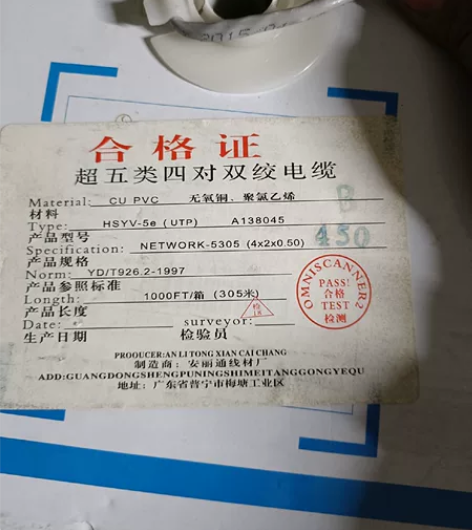 2015
合格证
超五类四对双绞电缆
Material: CU PVC 无氧铜、聚氯乙烯
材料
Type: HSYV-5e (UTP) A138045
产品型号
Specification: NETWORK-5305 (4x2x0.50)
产品规格
B
450
Norm: YD/T926.2-1997
产品参照标准
Longth: 1000FT/箱 (305米)
产品长度
Date: surveyor:
生产日期 检验员
OMNISCANNER2
PASS!
合格
TEST
检测
PRODUCER:AN LI TONG XIAN CAI CHANG
制造商: 安丽通线材厂
ADD:GUANGDONGSHENGPUNINGSHIMEITANGGONGYEQU
地址: 广东省普宁市梅塘工业区